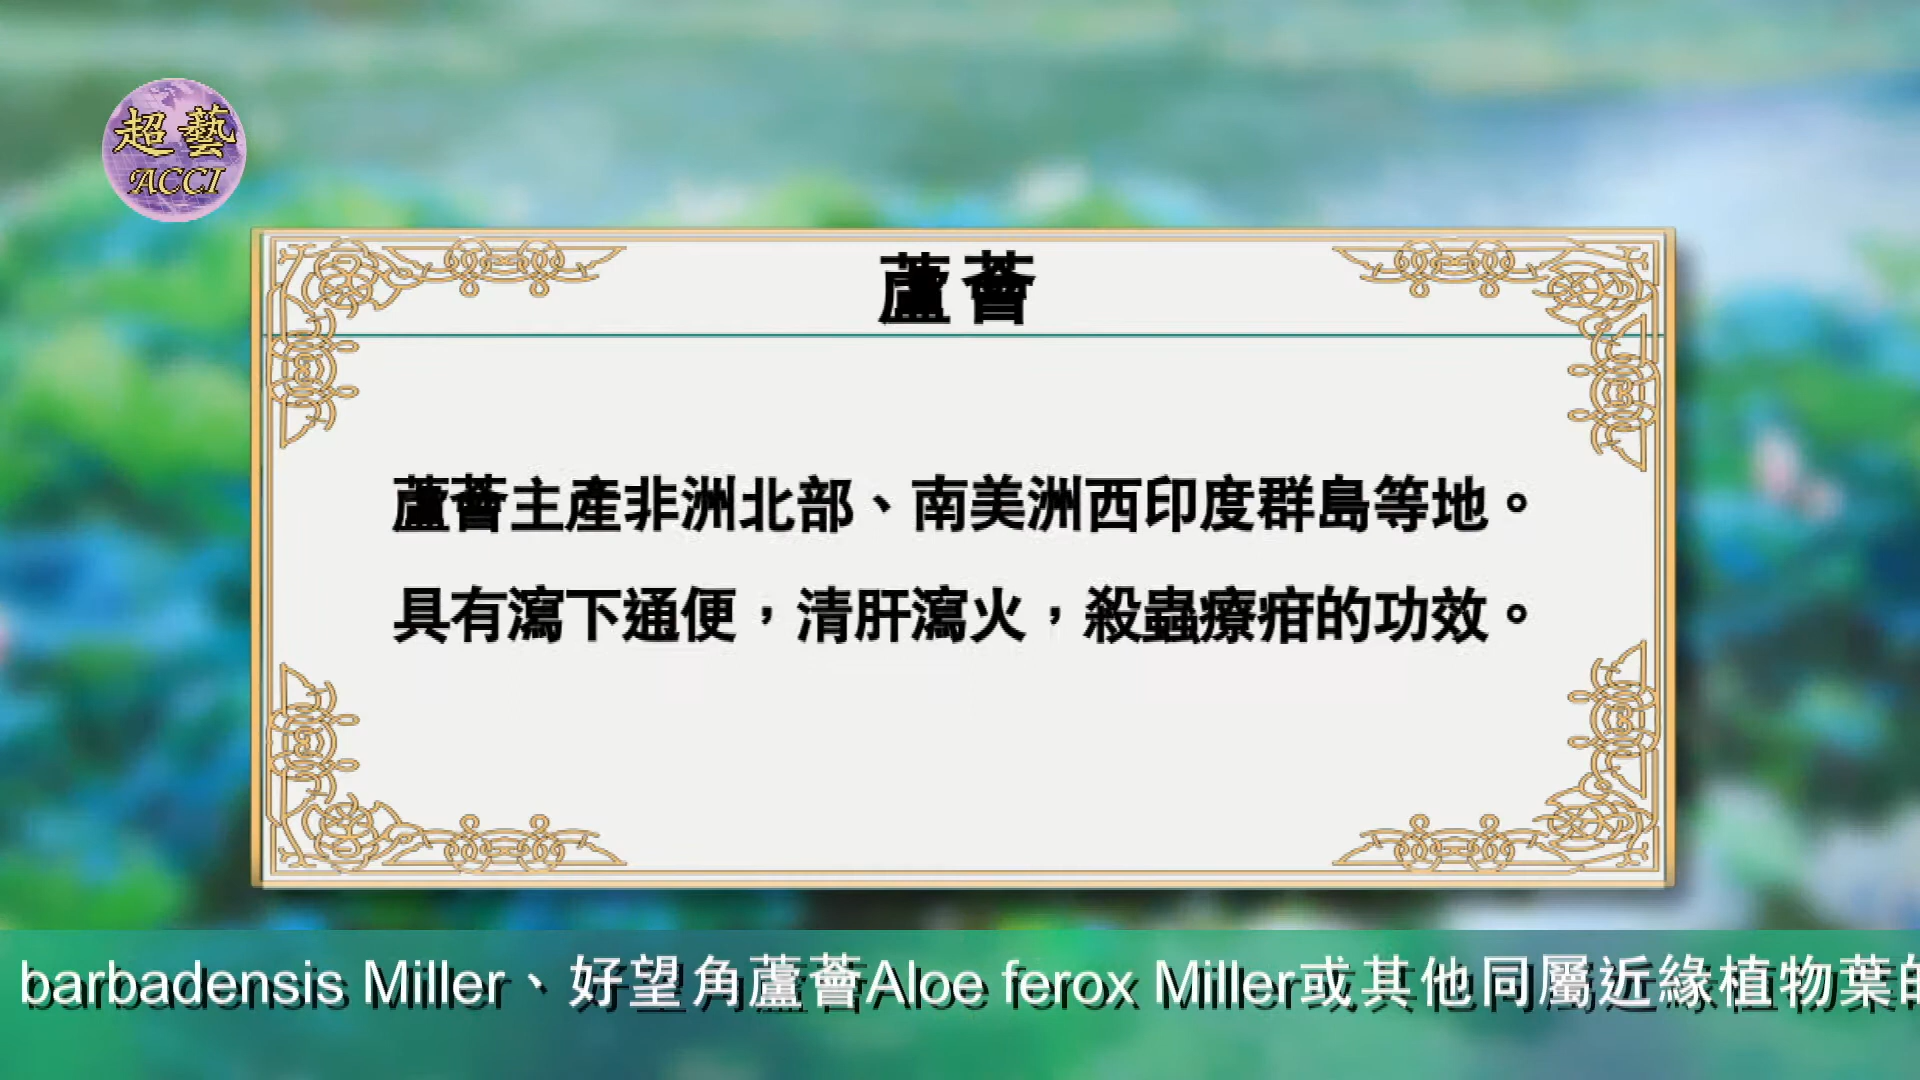 超藝
ACCI
蘆薈
蘆薈主產非洲北部、南美洲西印度群島等地。
具有瀉下通便，清肝瀉火，殺蟲療疳的功效。
barbadensis Miller、好望角蘆薈Aloe ferox Miller或其他同屬近緣植物葉的